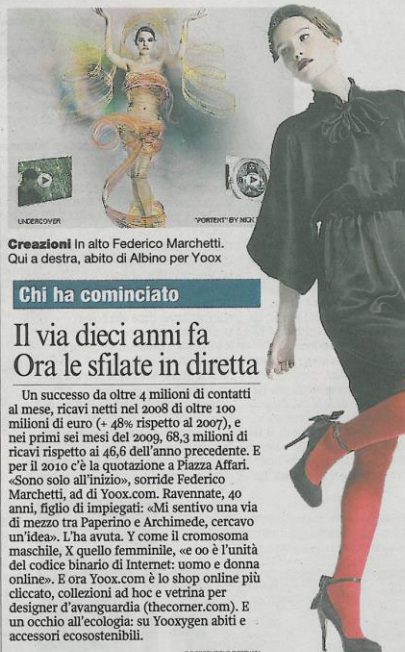 UNDERCOVER
"PORTEXT" BY NICK
Creazioni In alto Federico Marchetti.
Qui a destra, abito di Albino per Yoox
Chi ha cominciato
Il via dieci anni fa
Ora le sfilate in diretta
Un successo da oltre 4 milioni di contatti
al mese, ricavi netti nel 2008 di oltre 100
milioni di euro (+ 48% rispetto al 2007), e
nei primi sei mesi del 2009, 68,3 milioni di
ricavi rispetto ai 46,6 dell'anno precedente. E
per il 2010 c'è la quotazione a Piazza Affari.
«Sono solo all'inizio», sorride Federico
Marchetti, ad di Yoox.com. Ravennate, 40
anni, figlio di impiegati: «Mi sentivo una via
di mezzo tra Paperino e Archimede, cercavo
un'idea». L'ha avuta. Y come il cromosoma
maschile, X quello femminile, «e oo è l'unità
del codice binario di Internet: uomo e donna
online». E ora Yoox.com è lo shop online più
cliccato, collezioni ad hoc e vetrina per
designer d'avanguardia (thecorner.com). E
un occhio all'ecologia: su Yooxygen abiti e
accessori ecosostenibili.